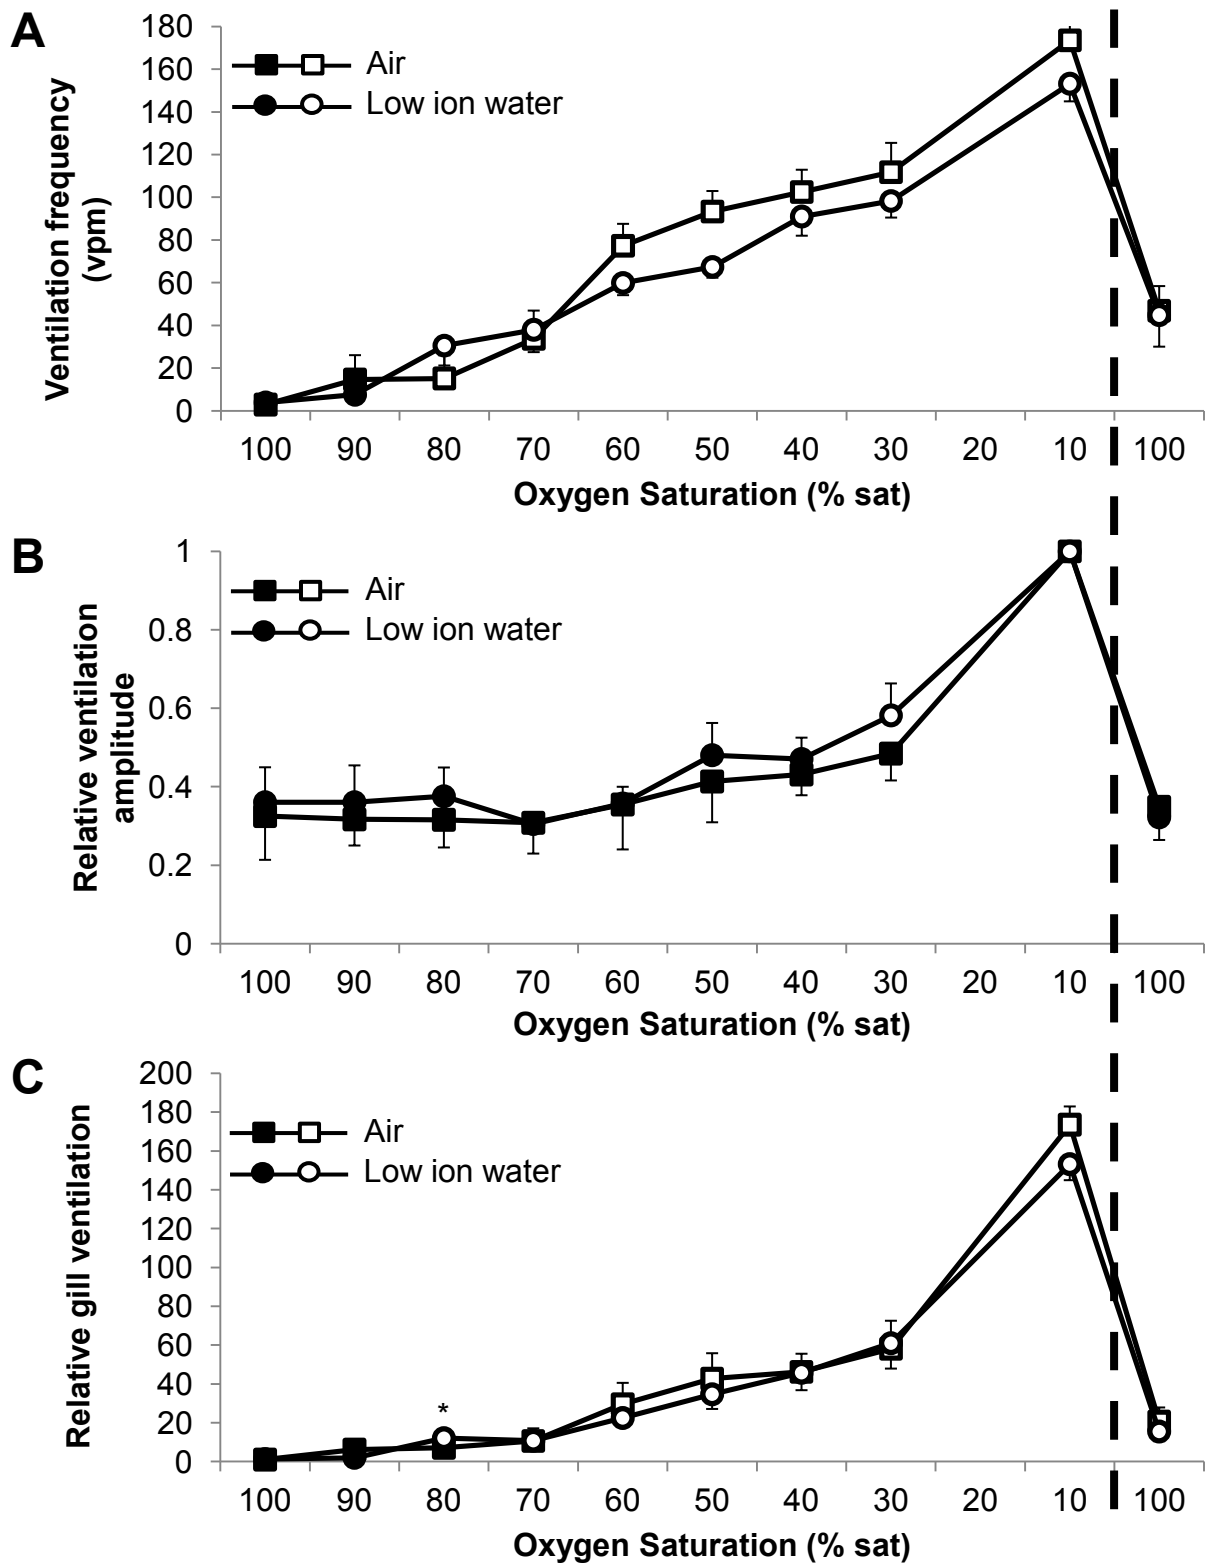 A
180
160
140
120
100
80
60
40
20
0
Ventilation frequency
(vpm)
Air
Low ion water
100 90 80 70 60 50 40 30 20 10 100
Oxygen Saturation (% sat)
B
1
0.8
0.6
0.4
0.2
0
Relative ventilation
amplitude
Air
Low ion water
100 90 80 70 60 50 40 30 20 10 100
Oxygen Saturation (% sat)
C
200
180
160
140
120
100
80
60
40
20
0
Relative gill ventilation
Air
Low ion water
*
100 90 80 70 60 50 40 30 20 10 100
Oxygen Saturation (% sat)